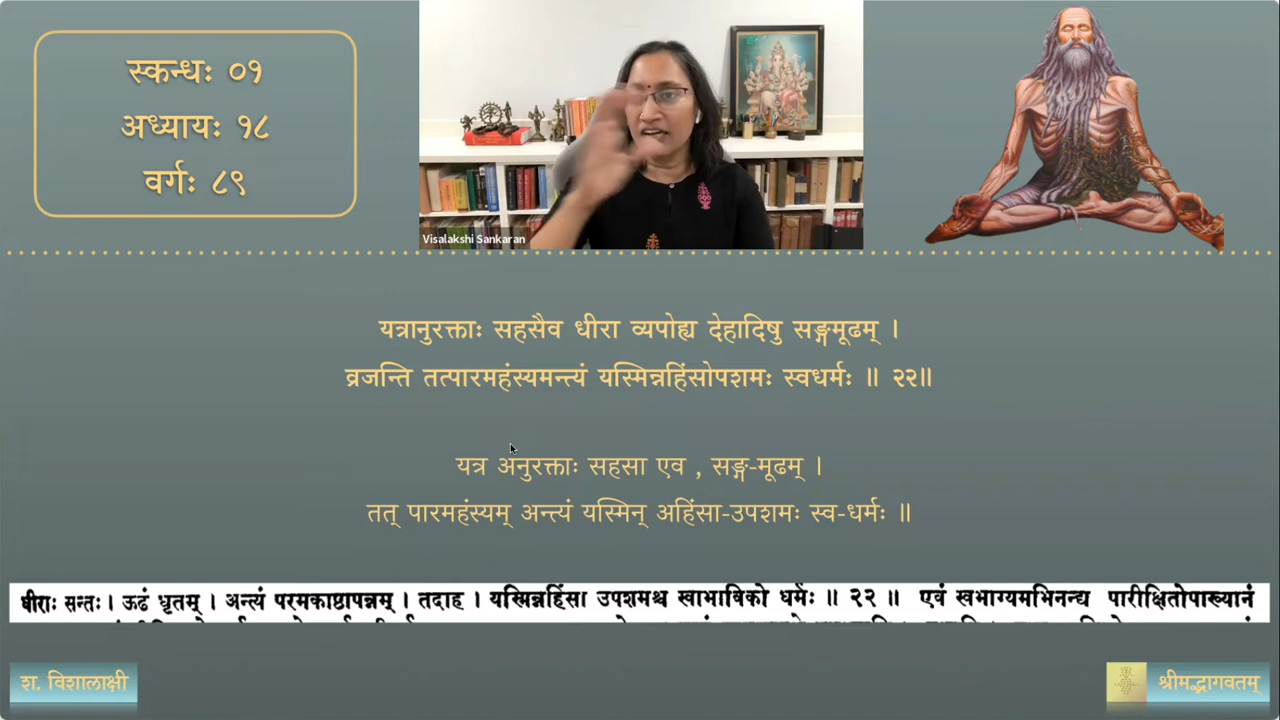 स्कन्धः ०१
अध्यायः १८
वर्गः ८९
Visalakshi Sankaran
यत्रानुरक्ताः सहसैव धीरा व्यपोह्य देहादिषु सङ्गमूढम् ।
व्रजन्ति तत्पारमहंस्यमन्त्यं यस्मिन्नहिंसोपशमः स्वधर्मः ॥ २२॥
यत्र अनुरक्ताः सहसा एव , सङ्ग-मूढम् ।
तत् पारमहंस्यम् अन्त्यं यस्मिन् अहिंसा-उपशमः स्व-धर्मः ॥
धीराः सन्तः । ऊढं धृतम् । अन्त्यं परमकाष्ठापन्नम् । तदाह । यस्मिन्नहिंसा उपशमश्च स्वाभाविको धर्मः ॥ २२ ॥ एवं स्वभाग्यमभिनन्द्य पारीक्षितोपाख्यानं
श. विशालाक्षी
श्रीमद्भागवतम्